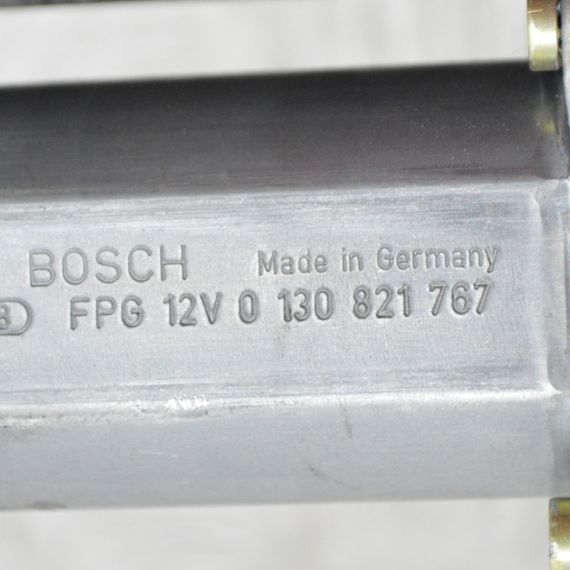 BOSCH Made in Germany
FPG 12V 0 130 821 767